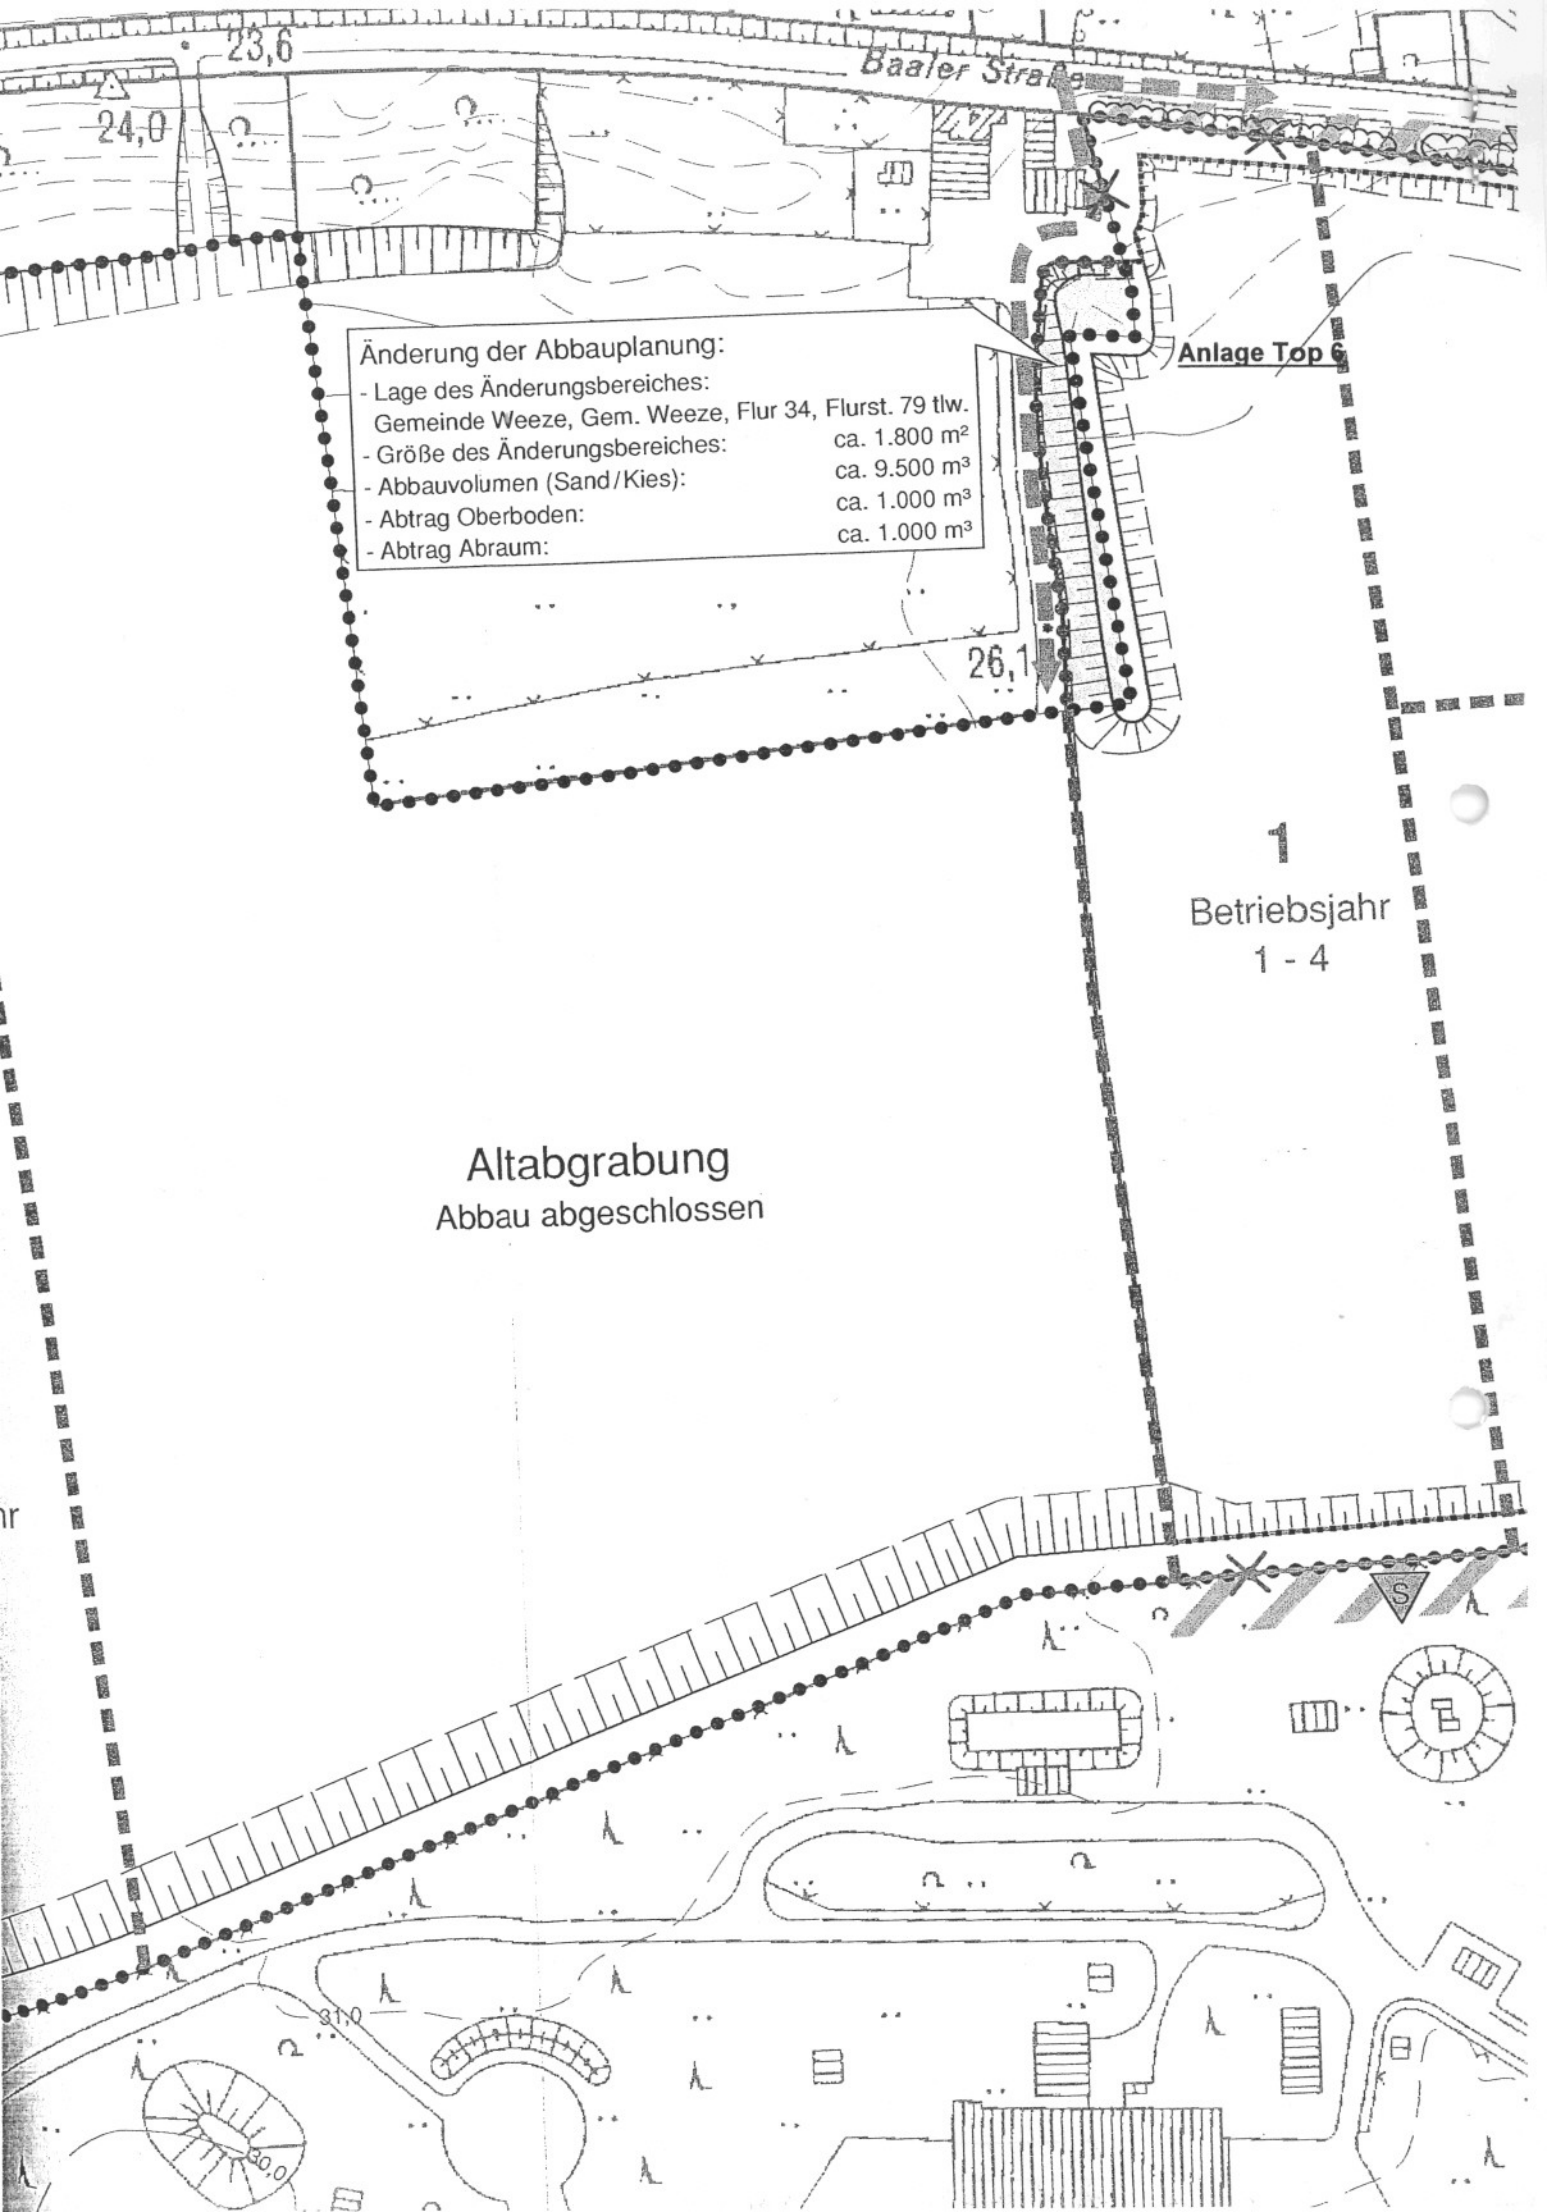 23,6
Baaler Straße
24,0
Änderung der Abbauplanung:
- Lage des Änderungsbereiches:
Gemeinde Weeze, Gem. Weeze, Flur 34, Flurst. 79 tlw.
- Größe des Änderungsbereiches: ca. 1.800 m²
- Abbauvolumen (Sand/Kies): ca. 9.500 m³
- Abtrag Oberboden: ca. 1.000 m³
- Abtrag Abraum: ca. 1.000 m³
Anlage Top 6
26,1
1
Betriebsjahr
1 - 4
Altabgrabung
Abbau abgeschlossen
S
31,0
30,0